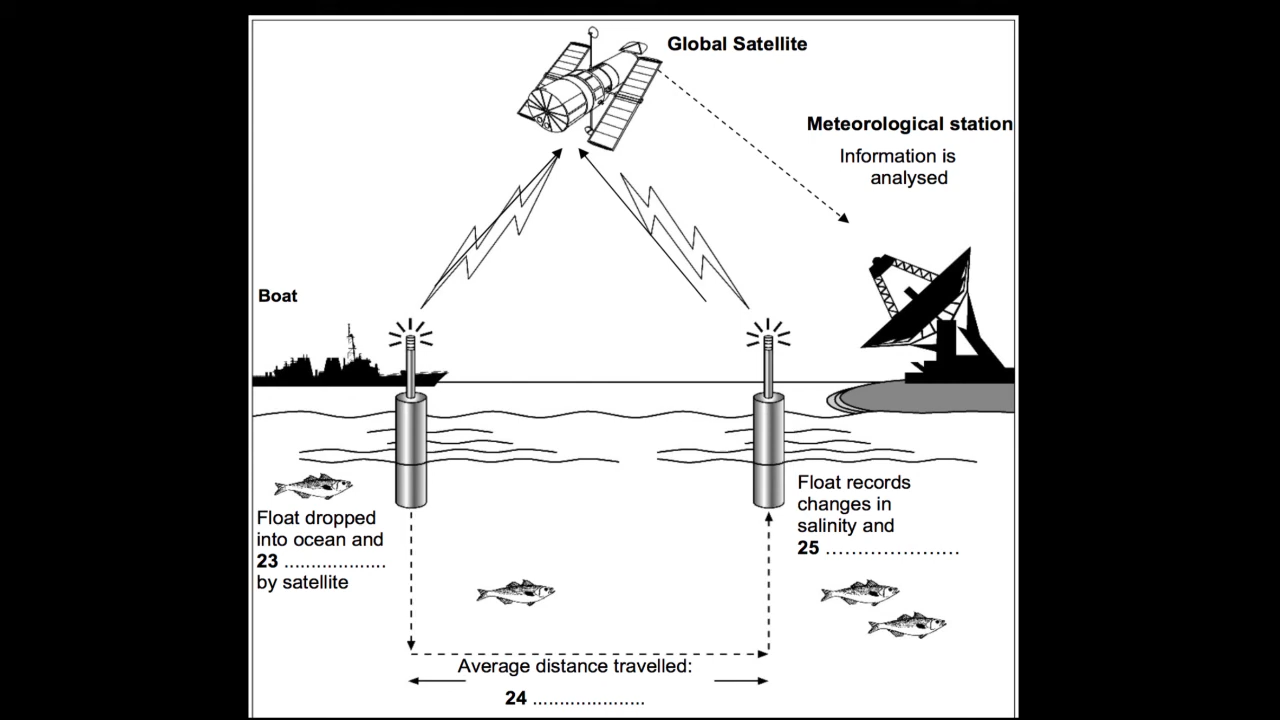 Global Satellite
Meteorological station
Information is
analysed
Boat
Float dropped
into ocean and
23 ...................
by satellite
Float records
changes in
salinity and
25 ......................
Average distance travelled:
24 .....................